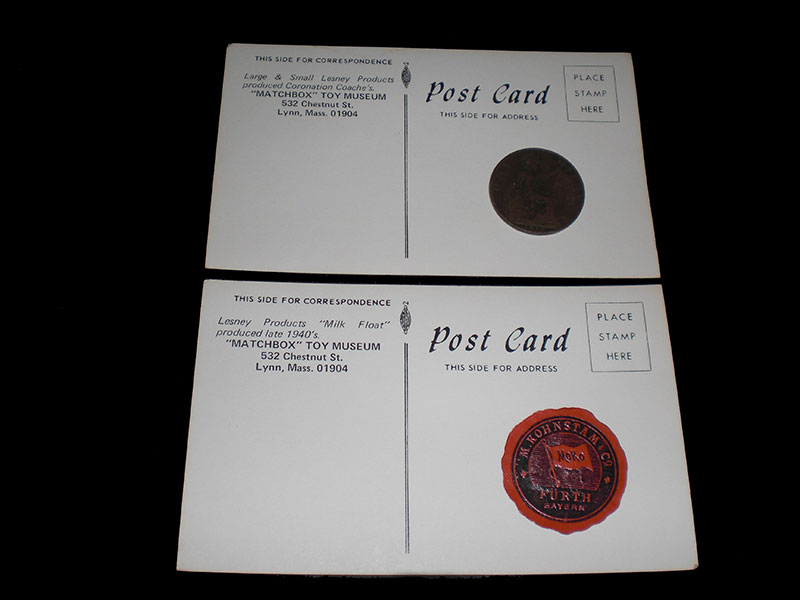 THIS SIDE FOR CORRESPONDENCE
Large & Small Lesney Products
produced Coronation Coache's.
"MATCHBOX" TOY MUSEUM
532 Chestnut St.
Lynn, Mass. 01904
Post Card
THIS SIDE FOR ADDRESS
PLACE
STAMP
HERE
THIS SIDE FOR CORRESPONDENCE
Lesney Products "Milk Float"
produced late 1940's.
"MATCHBOX" TOY MUSEUM
532 Chestnut St.
Lynn, Mass. 01904
Post Card
THIS SIDE FOR ADDRESS
PLACE
STAMP
HERE
M. KOHNSTAM & Co
MOKO
FÜRTH
BAYERN